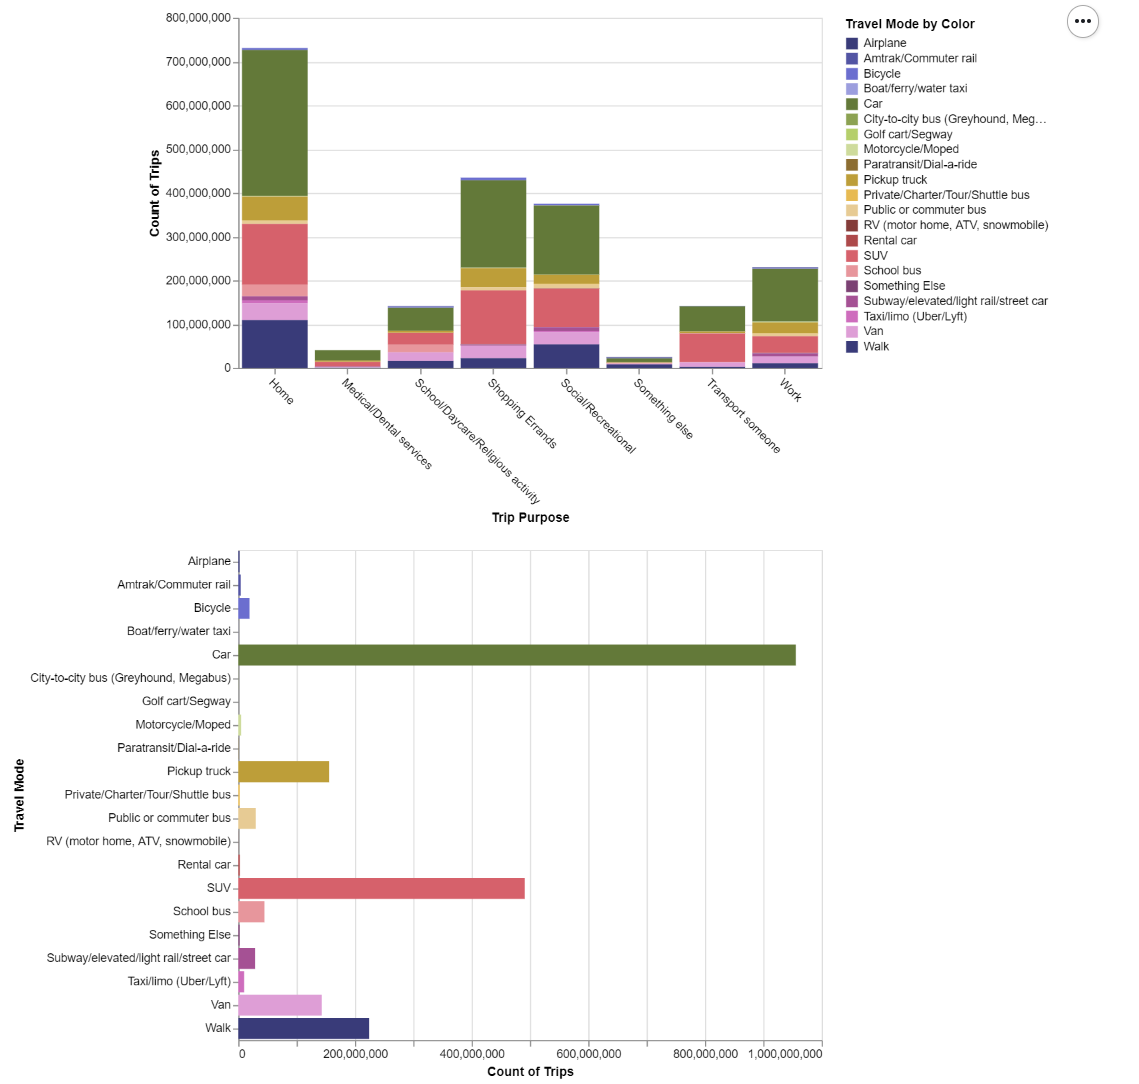 800,000,000
700,000,000
600,000,000
500,000,000
400,000,000
300,000,000
200,000,000
100,000,000
0
Count of Trips
Home
Medical/Dental services
School/Daycare/Religious activity
Shopping Errands
Social/Recreational
Something else
Transport someone
Work
Trip Purpose
Travel Mode by Color
Airplane
Amtrak/Commuter rail
Bicycle
Boat/ferry/water taxi
Car
City-to-city bus (Greyhound, Meg…
Golf cart/Segway
Motorcycle/Moped
Paratransit/Dial-a-ride
Pickup truck
Private/Charter/Tour/Shuttle bus
Public or commuter bus
RV (motor home, ATV, snowmobile)
Rental car
SUV
School bus
Something Else
Subway/elevated/light rail/street car
Taxi/limo (Uber/Lyft)
Van
Walk
Travel Mode
Airplane
Amtrak/Commuter rail
Bicycle
Boat/ferry/water taxi
Car
City-to-city bus (Greyhound, Megabus)
Golf cart/Segway
Motorcycle/Moped
Paratransit/Dial-a-ride
Pickup truck
Private/Charter/Tour/Shuttle bus
Public or commuter bus
RV (motor home, ATV, snowmobile)
Rental car
SUV
School bus
Something Else
Subway/elevated/light rail/street car
Taxi/limo (Uber/Lyft)
Van
Walk
0 200,000,000 400,000,000 600,000,000 800,000,000 1,000,000,000
Count of Trips